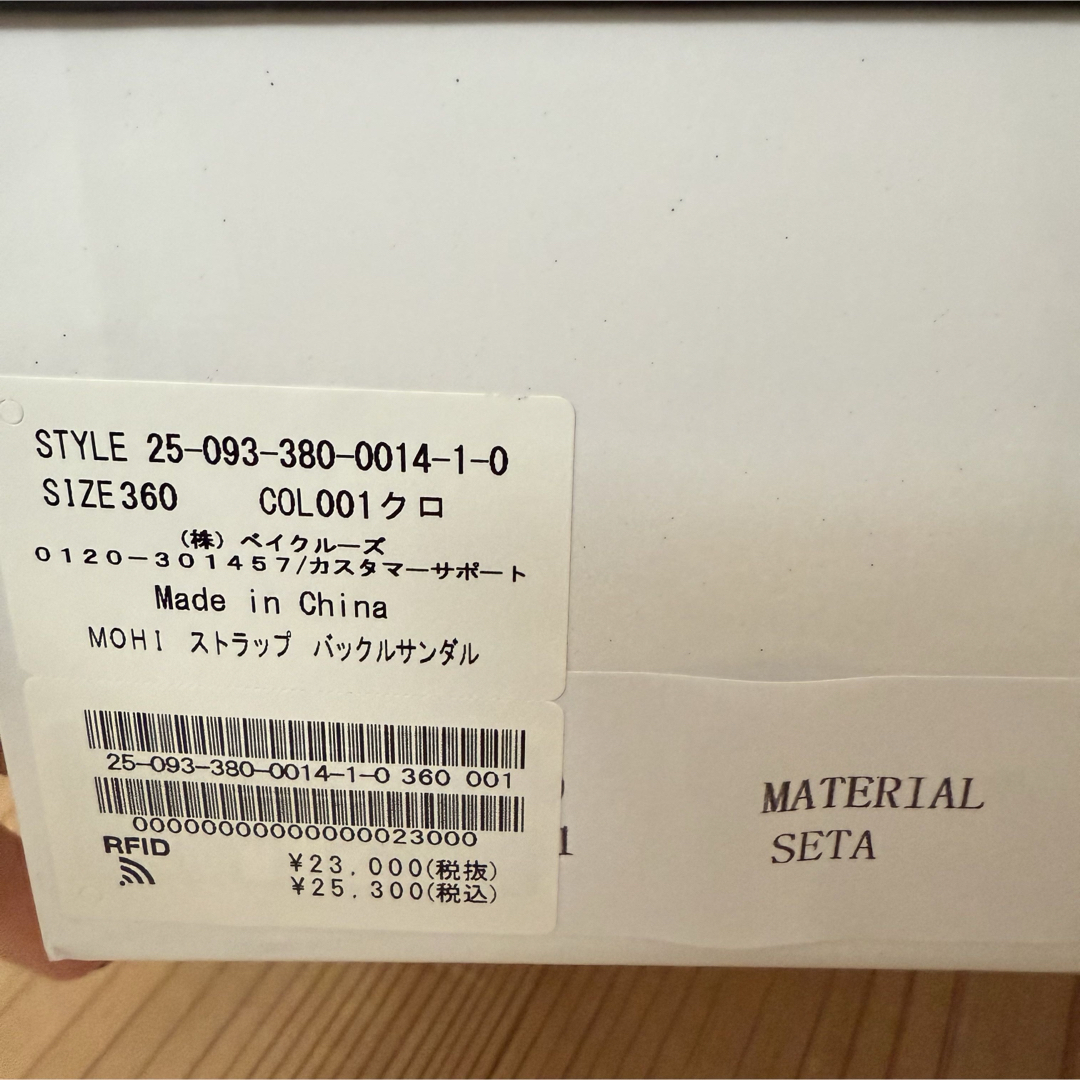 STYLE 25-093-380-0014-1-0
SIZE360 COL001クロ
(株) ベイクルーズ
0120-301457/カスタマーサポート
Made in China
MOHI ストラップ バックルサンダル
25-093-380-0014-1-0 360 001
00000000000000023000
RFID
¥23,000(税抜)
¥25,300(税込)
MATERIAL
SETA